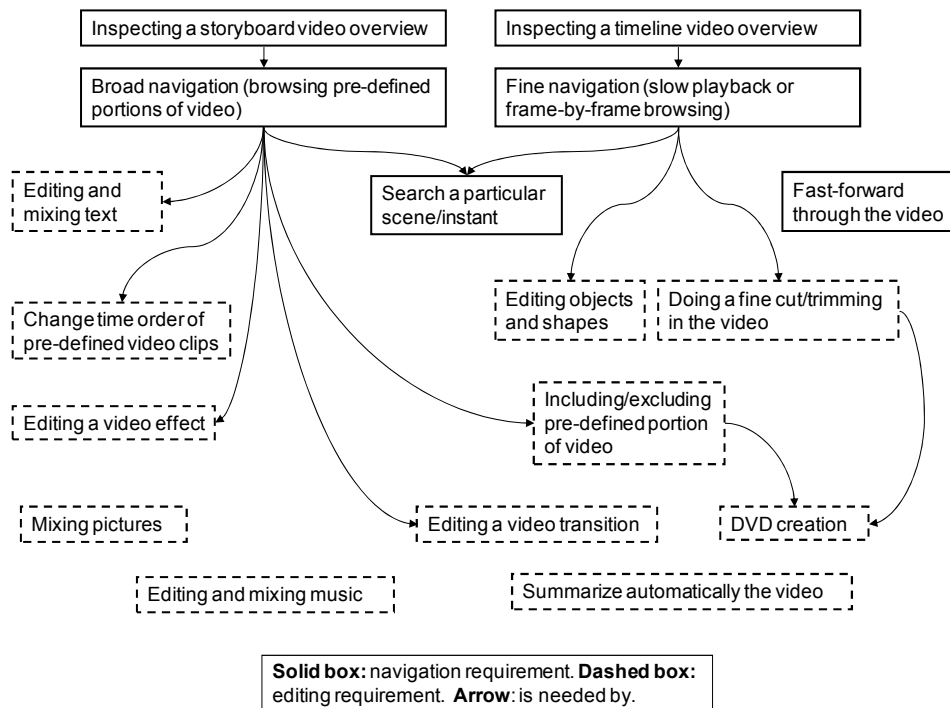 Inspecting a storyboard video overview
Inspecting a timeline video overview
Broad navigation (browsing pre-defined
portions of video)
Fine navigation (slow playback or
frame-by-frame browsing)
Editing and
mixing text
Search a particular
scene/instant
Fast-forward
through the video
Change time order of
pre-defined video clips
Editing objects
and shapes
Doing a fine cut/trimming
in the video
Editing a video effect
Including/excluding
pre-defined portion
of video
Mixing pictures
Editing a video transition
DVD creation
Editing and mixing music
Summarize automatically the video
Solid box: navigation requirement. Dashed box:
editing requirement. Arrow: is needed by.